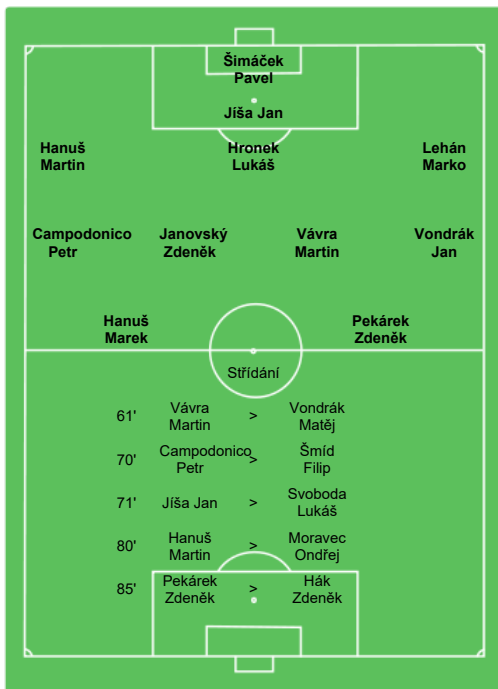 Šimáček
Pavel
Jíša Jan
Hanuš
Martin
Hronek
Lukáš
Lehán
Marko
Campodonico
Petr
Janovský
Zdeněk
Vávra
Martin
Vondrák
Jan
Hanuš
Marek
Pekárek
Zdeněk
Střídání
61' Vávra Martin > Vondrák Matěj
70' Campodonico Petr > Šmíd Filip
71' Jíša Jan > Svoboda Lukáš
80' Hanuš Martin > Moravec Ondřej
85' Pekárek Zdeněk > Hák Zdeněk